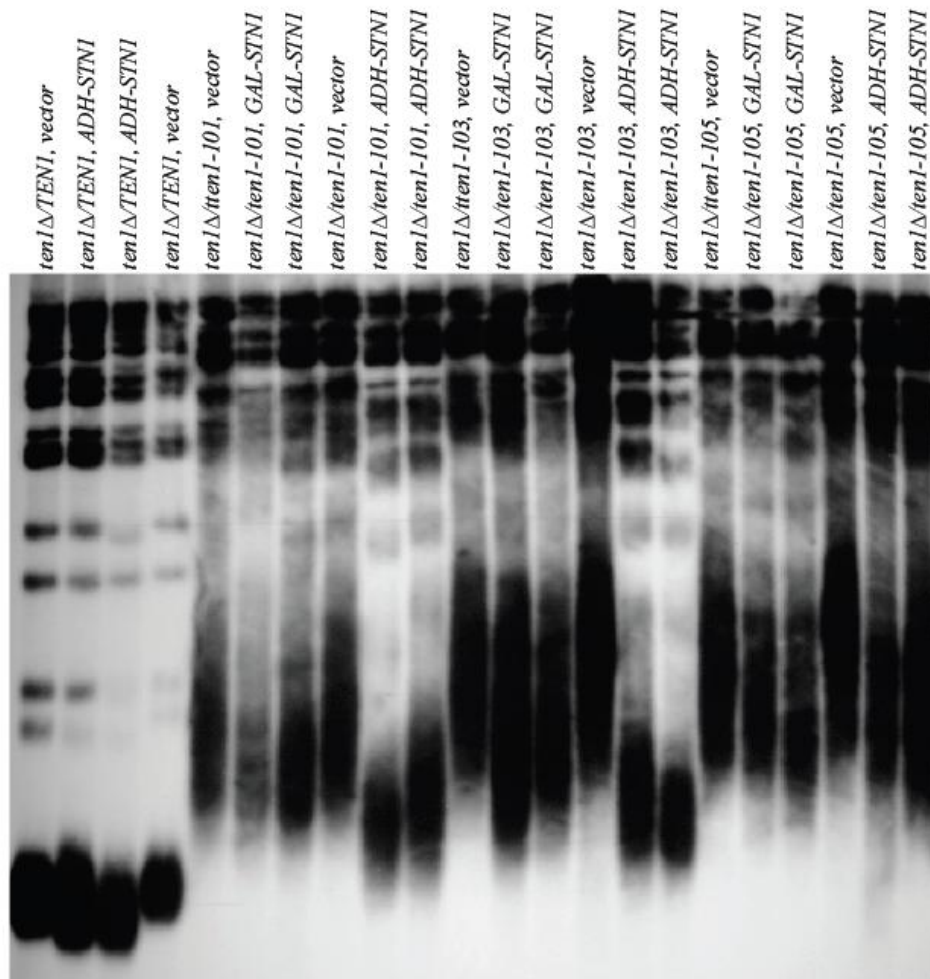 ten1Δ/TEN1, vector
ten1Δ/TEN1, ADH-STN1
ten1Δ/TEN1, ADH-STN1
ten1Δ/TEN1, vector
ten1Δ/tten1-101, vector
ten1Δ/ten1-101, GAL-STN1
ten1Δ/ten1-101, GAL-STN1
ten1Δ/ten1-101, vector
ten1Δ/ten1-101, ADH-STN1
ten1Δ/ten1-101, ADH-STN1
ten1Δ/tten1-103, vector
ten1Δ/ten1-103, GAL-STN1
ten1Δ/ten1-103, GAL-STN1
ten1Δ/ten1-103, vector
ten1Δ/ten1-103, ADH-STN1
ten1Δ/ten1-103, ADH-STN1
ten1Δ/tten1-105, vector
ten1Δ/ten1-105, GAL-STN1
ten1Δ/ten1-105, GAL-STN1
ten1Δ/ten1-105, vector
ten1Δ/ten1-105, ADH-STN1
ten1Δ/ten1-105, ADH-STN1